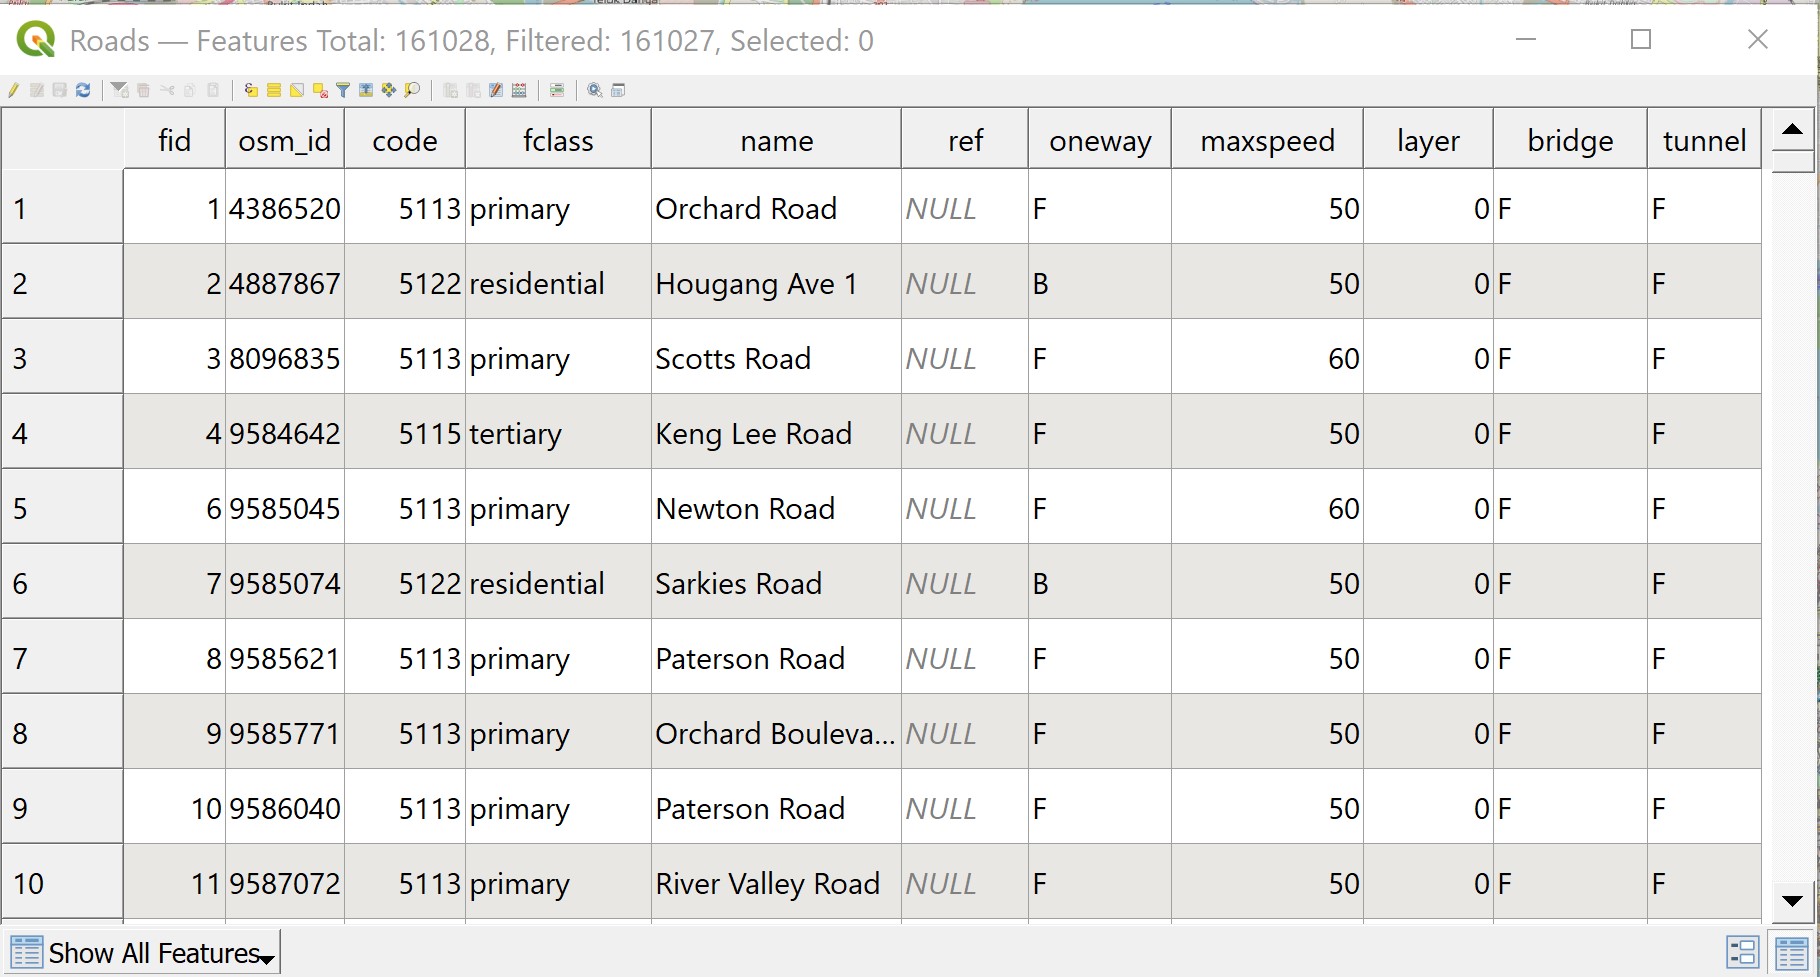 Roads — Features Total: 161028, Filtered: 161027, Selected: 0
fid osm_id code fclass name ref oneway maxspeed layer bridge tunnel
1 1 4386520 5113 primary Orchard Road NULL F 50 0 F F
2 2 4887867 5122 residential Hougang Ave 1 NULL B 50 0 F F
3 3 8096835 5113 primary Scotts Road NULL F 60 0 F F
4 4 9584642 5115 tertiary Keng Lee Road NULL F 50 0 F F
5 6 9585045 5113 primary Newton Road NULL F 60 0 F F
6 7 9585074 5122 residential Sarkies Road NULL B 50 0 F F
7 8 9585621 5113 primary Paterson Road NULL F 50 0 F F
8 9 9585771 5113 primary Orchard Bouleva... NULL F 50 0 F F
9 10 9586040 5113 primary Paterson Road NULL F 50 0 F F
10 11 9587072 5113 primary River Valley Road NULL F 50 0 F F
Show All Features